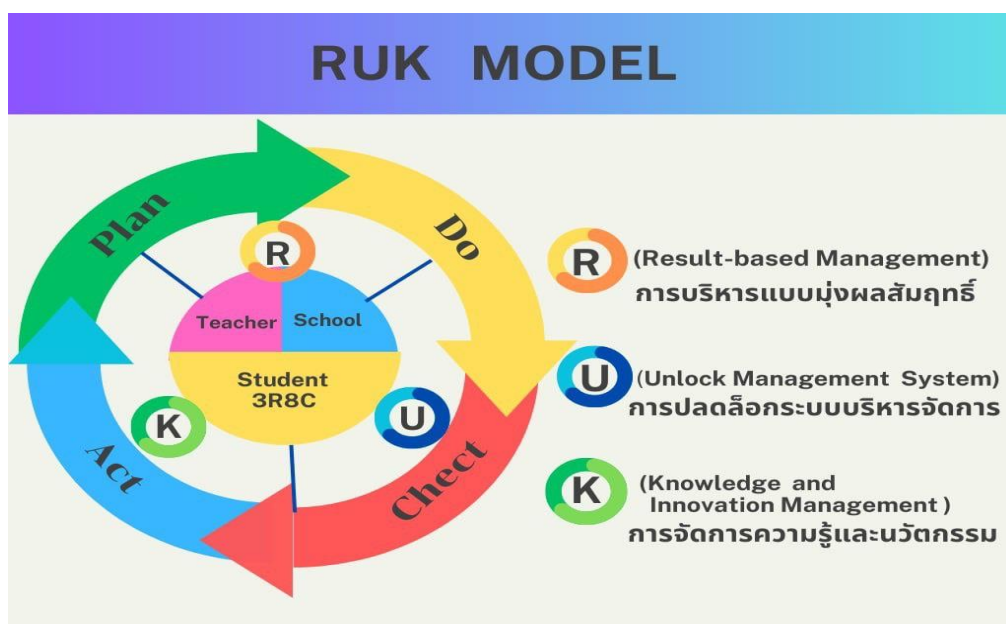 RUK MODEL
Plan
Do
Chect
Act
R
U
K
Teacher School
Student
3R8C
R (Result-based Management)
การบริหารแบบมุ่งผลสัมฤทธิ์
U (Unlock Management System)
การปลดล็อกระบบบริหารจัดการ
K (Knowledge and
Innovation Management )
การจัดการความรู้และนวัตกรรม